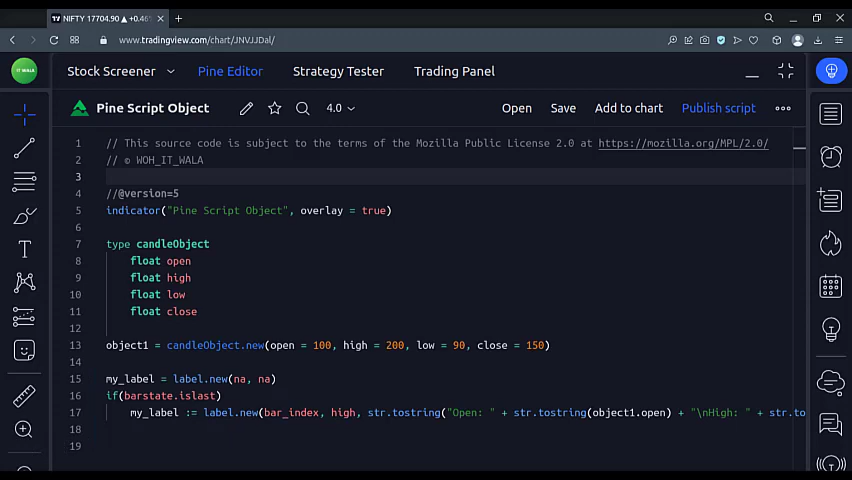 NIFTY 17704.90 ▲ +0.46
www.tradingview.com/chart/JNVJJDal/
IT WALA
Stock Screener Pine Editor Strategy Tester Trading Panel
Pine Script Object 4.0 Open Save Add to chart Publish script
1 // This source code is subject to the terms of the Mozilla Public License 2.0 at https://mozilla.org/MPL/2.0/
2 // © WOH_IT_WALA
3
4 //@version=5
5 indicator("Pine Script Object", overlay = true)
6
7 type candleObject
8 float open
9 float high
10 float low
11 float close
12
13 object1 = candleObject.new(open = 100, high = 200, low = 90, close = 150)
14
15 my_label = label.new(na, na)
16 if(barstate.islast)
17 my_label := label.new(bar_index, high, str.tostring("Open: " + str.tostring(object1.open) + "\nHigh: " + str.to
18
19